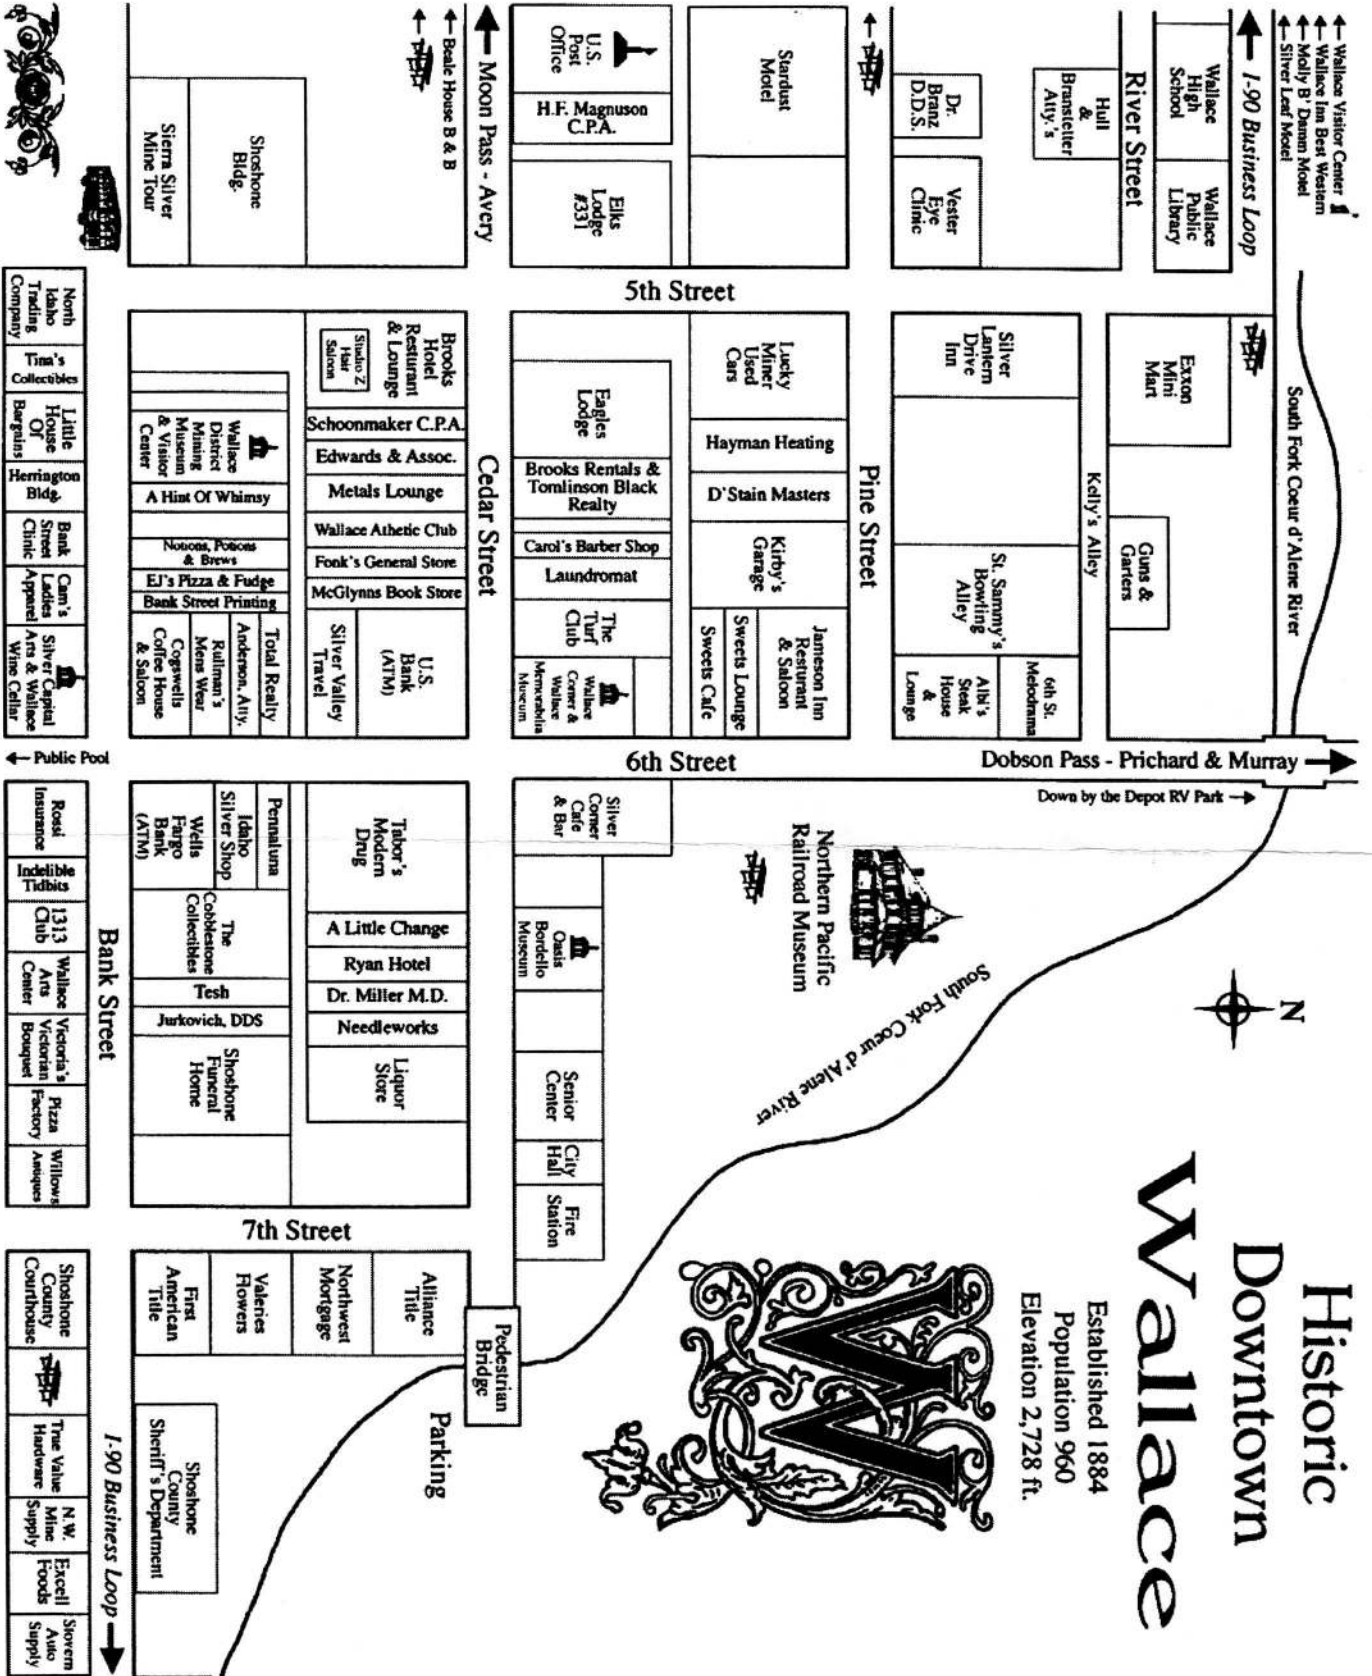 Historic
Downtown
Wallace
Established 1884
Population 960
Elevation 2,728 ft.
N
← Wallace Visitor Center
← Wallace Inn Best Western
← Molly B' Damm Motel
← Silver Leaf Motel
I-90 Business Loop
South Fork Coeur d'Alene River
Wallace
High
School
Wallace
Public
Library
River Street
Hull
&
Branstetter
Atty.'s
Dr.
Branz
D.D.S.
Vester
Eye
Clinic
Stardust
Motel
U.S.
Post
Office
H.F. Magnuson
C.P.A.
Elks
Lodge
#331
← Moon Pass - Avery
← Beale House B & B
Shoshone
Bldg.
Sierra Silver
Mine Tour
5th Street
Exxon
Mini
Mart
Guns &
Garters
Kelly's Alley
Silver
Lantern
Drive
Inn
St. Sammy's
Bowling
Alley
6th St.
Melodrama
Albi's
Steak
House
&
Lounge
Pine Street
Lucky
Miner
Used
Cars
Hayman Heating
D'Stain Masters
Kirby's
Garage
Jameson Inn
Resturant
& Saloon
Sweets Lounge
Sweets Cafe
Eagles
Lodge
Brooks Rentals &
Tomlinson Black
Realty
Carol's Barber Shop
Laundromat
The
Turf
Club
Wallace
Corner &
Wallace
Memorabilia
Museum
Cedar Street
Brooks
Hotel
Resturant
& Lounge
Studio Z
Hair
Saloon
Schoonmaker C.P.A.
Edwards & Assoc.
Metals Lounge
Wallace Athetic Club
Fonk's General Store
McGlynns Book Store
U.S.
Bank
(ATM)
Silver Valley
Travel
Wallace
District
Mining
Museum
& Visitor
Center
A Hint Of Whimsy
Notions, Potions
& Brews
EJ's Pizza & Fudge
Bank Street Printing
Total Realty
Anderson, Atty.
Rullman's
Mens Wear
Cogswells
Coffee House
& Saloon
North
Idaho
Trading
Company
Tina's
Collectibles
Little
House
Of
Bargains
Herrington
Bldg.
Bank
Street
Clinic
Cam's
Ladies
Apparel
Silver Capital
Arts & Wallace
Wine Cellar
← Public Pool
6th Street
Dobson Pass - Prichard & Murray →
Down by the Depot RV Park →
Northern Pacific
Railroad Museum
South Fork Coeur d'Alene River
Silver
Corner
Cafe
& Bar
Oasis
Bordello
Museum
Senior
Center
City
Hall
Fire
Station
Tabor's
Modern
Drug
A Little Change
Ryan Hotel
Dr. Miller M.D.
Needleworks
Liquor
Store
Pennaluna
Idaho
Silver Shop
Wells
Fargo
Bank
(ATM)
The
Cobblestone
Collectibles
Tesh
Jurkovich, DDS
Shoshone
Funeral
Home
Bank Street
Rossi
Insurance
Indelible
Tidbits
1313
Club
Wallace
Arts
Center
Victoria's
Victorian
Bouquet
Pizza
Factory
Willows
Antiques
7th Street
Alliance
Title
Northwest
Mortgage
Valeries
Flowers
First
American
Title
Pedestrian
Bridge
Parking
Shoshone
County
Sheriff's Department
I-90 Business Loop →
Shoshone
County
Courthouse
True Value
Hardware
N.W.
Mine
Supply
Excell
Foods
Stovern
Auto
Supply